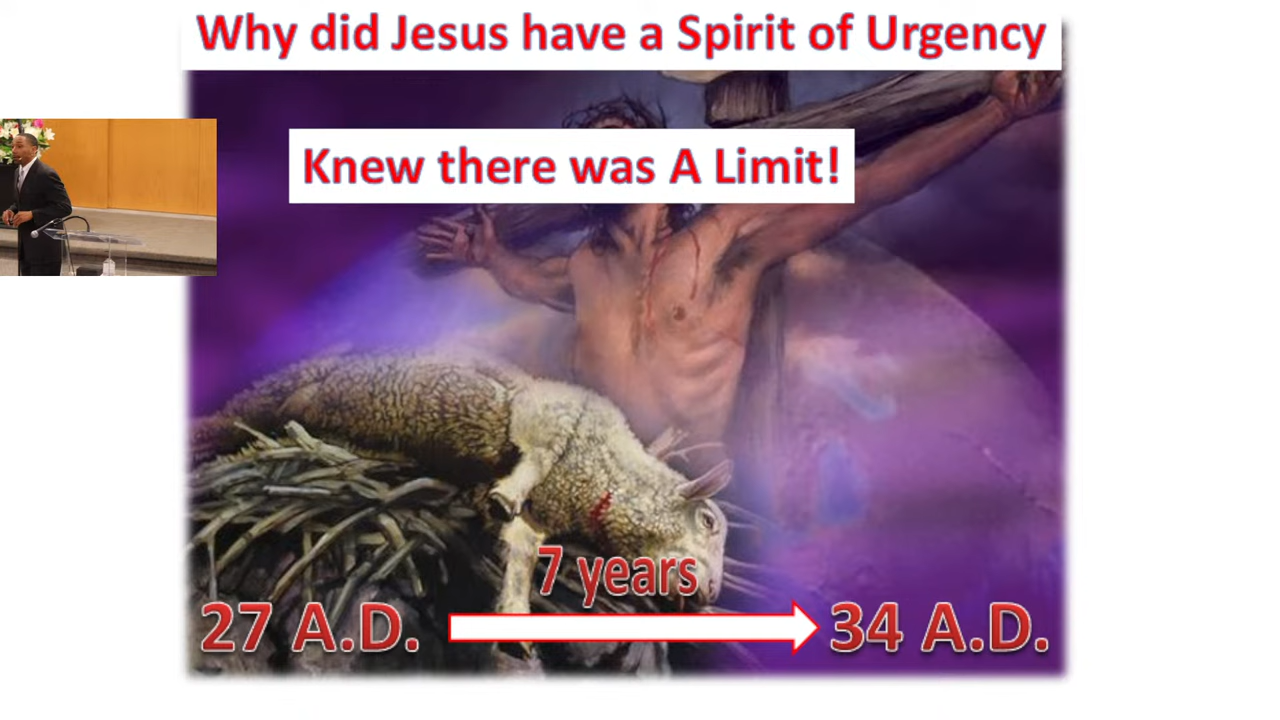 Why did Jesus have a Spirit of Urgency
Knew there was A Limit!
7 years
27 A.D.
34 A.D.